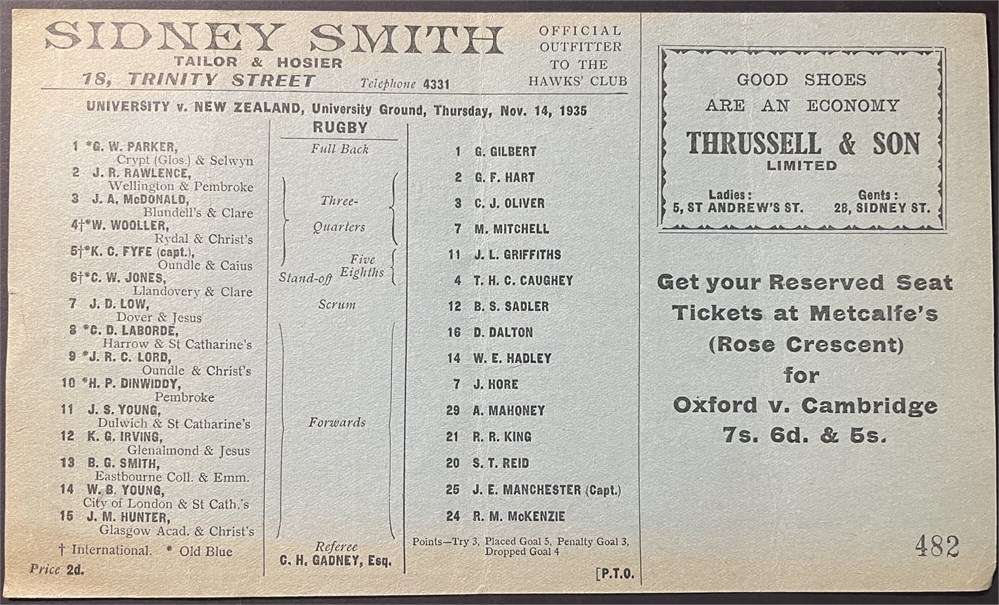 SIDNEY SMITH
TAILOR & HOSIER
18, TRINITY STREET Telephone 4331
OFFICIAL
OUTFITTER
TO THE
HAWKS' CLUB
UNIVERSITY v. NEW ZEALAND, University Ground, Thursday, Nov. 14, 1935
RUGBY
1 *G. W. PARKER,
Crypt (Glos.) & Selwyn
2 J. R. RAWLENCE,
Wellington & Pembroke
3 J. A. McDONALD,
Blundell's & Clare
4†*W. WOOLLER,
Rydal & Christ's
5†*K. C. FYFE (capt.),
Oundle & Caius
6†*C. W. JONES,
Llandovery & Clare
7 J. D. LOW,
Dover & Jesus
8 *C. D. LABORDE,
Harrow & St Catharine's
9 *J. R. C. LORD,
Oundle & Christ's
10 *H. P. DINWIDDY,
Pembroke
11 J. S. YOUNG,
Dulwich & St Catharine's
12 K. G. IRVING,
Glenalmond & Jesus
13 B. G. SMITH,
Eastbourne Coll. & Emm.
14 W. B. YOUNG,
City of London & St Cath.'s
15 J. M. HUNTER,
Glasgow Acad. & Christ's
† International. * Old Blue
Price 2d.
Full Back
Three-
Quarters
Five
Eighths
Stand-off
Scrum
Forwards
Referee
C. H. GADNEY, Esq.
1 G. GILBERT
2 G. F. HART
3 C. J. OLIVER
7 M. MITCHELL
11 J. L. GRIFFITHS
4 T. H. C. CAUGHEY
12 B. S. SADLER
16 D. DALTON
14 W. E. HADLEY
7 J. HORE
29 A. MAHONEY
21 R. R. KING
20 S. T. REID
25 J. E. MANCHESTER (Capt.)
24 R. M. McKENZIE
Points—Try 3, Placed Goal 5, Penalty Goal 3,
Dropped Goal 4
[P.T.O.
GOOD SHOES
ARE AN ECONOMY
THRUSSELL & SON
LIMITED
Ladies: Gents:
5, ST ANDREW'S ST. 28, SIDNEY ST.
Get your Reserved Seat
Tickets at Metcalfe's
(Rose Crescent)
for
Oxford v. Cambridge
7s. 6d. & 5s.
482